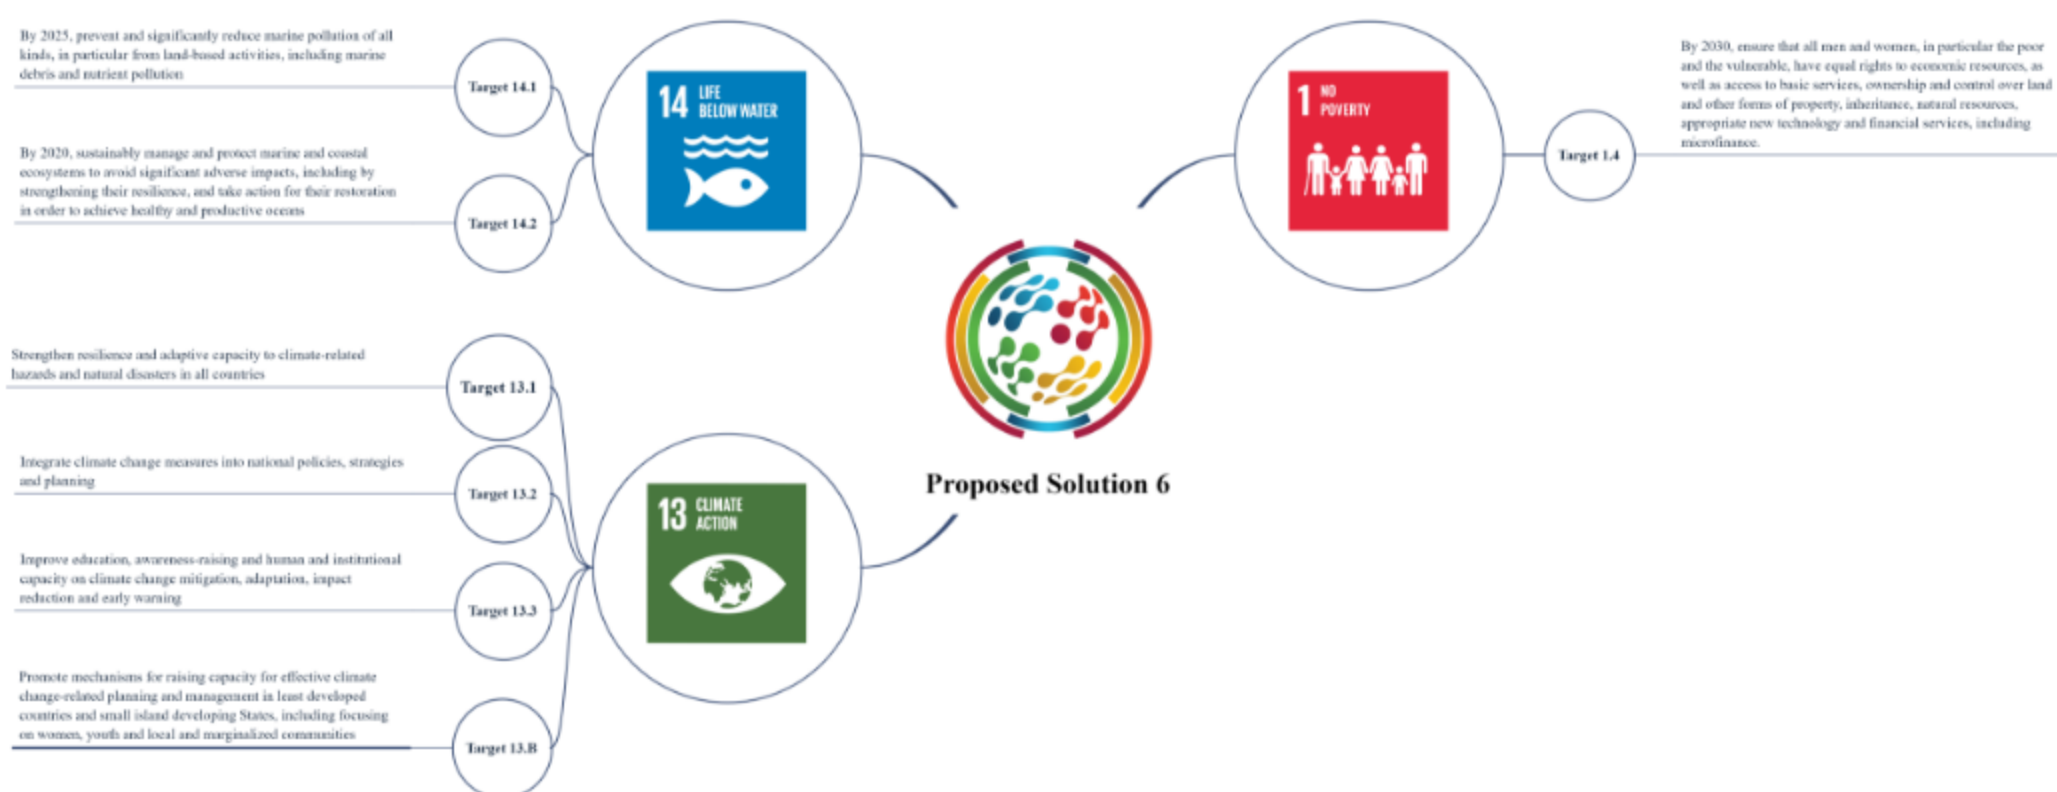 By 2025, prevent and significantly reduce marine pollution of all
kinds, in particular from land-based activities, including marine
debris and nutrient pollution
Target 14.1
By 2020, sustainably manage and protect marine and coastal
ecosystems to avoid significant adverse impacts, including by
strengthening their resilience, and take action for their restoration
in order to achieve healthy and productive oceans
Target 14.2
14 LIFE
BELOW WATER
1 NO
POVERTY
Target 1.4
By 2030, ensure that all men and women, in particular the poor
and the vulnerable, have equal rights to economic resources, as
well as access to basic services, ownership and control over land
and other forms of property, inheritance, natural resources,
appropriate new technology and financial services, including
microfinance.
Proposed Solution 6
Strengthen resilience and adaptive capacity to climate-related
hazards and natural disasters in all countries
Target 13.1
Integrate climate change measures into national policies, strategies
and planning
Target 13.2
Improve education, awareness-raising and human and institutional
capacity on climate change mitigation, adaptation, impact
reduction and early warning
Target 13.3
Promote mechanisms for raising capacity for effective climate
change-related planning and management in least developed
countries and small island developing States, including focusing
on women, youth and local and marginalized communities
Target 13.B
13 CLIMATE
ACTION